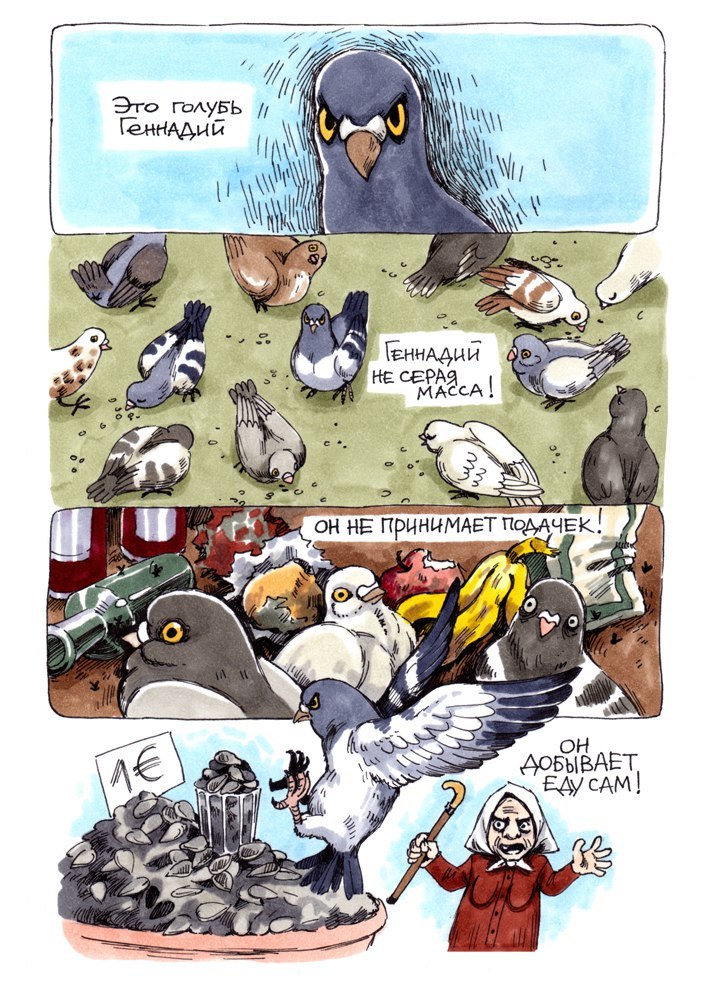 Это голубь
Геннадий
Геннадий
не серая
масса!
Он не принимает подачек!
1€
Он
добывает
еду сам!